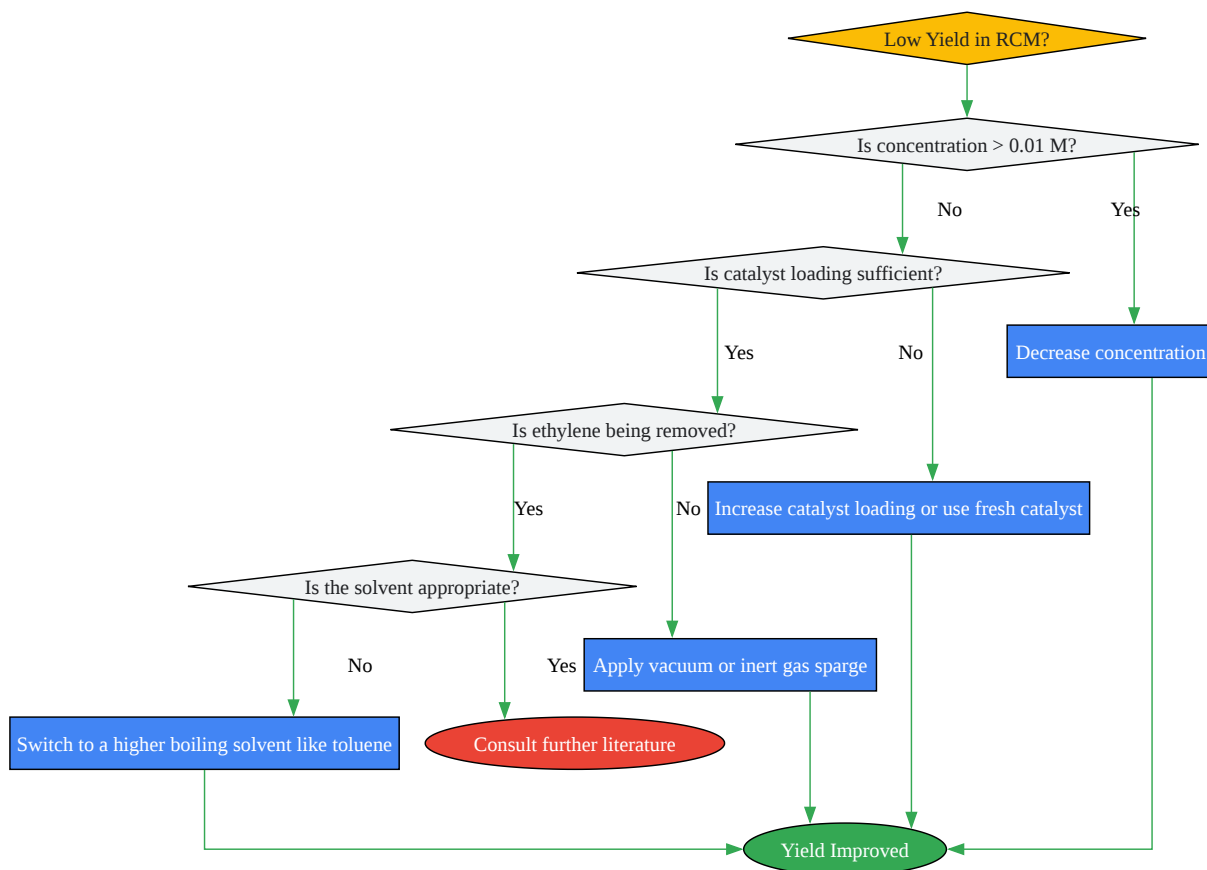 Low Yield in RCM?
Is concentration > 0.01 M?
No
Yes
Is catalyst loading sufficient?
Yes
No
Decrease concentration
Is ethylene being removed?
Yes
No
Increase catalyst loading or use fresh catalyst
Is the solvent appropriate?
No
Yes
Apply vacuum or inert gas sparge
Switch to a higher boiling solvent like toluene
Consult further literature
Yield Improved